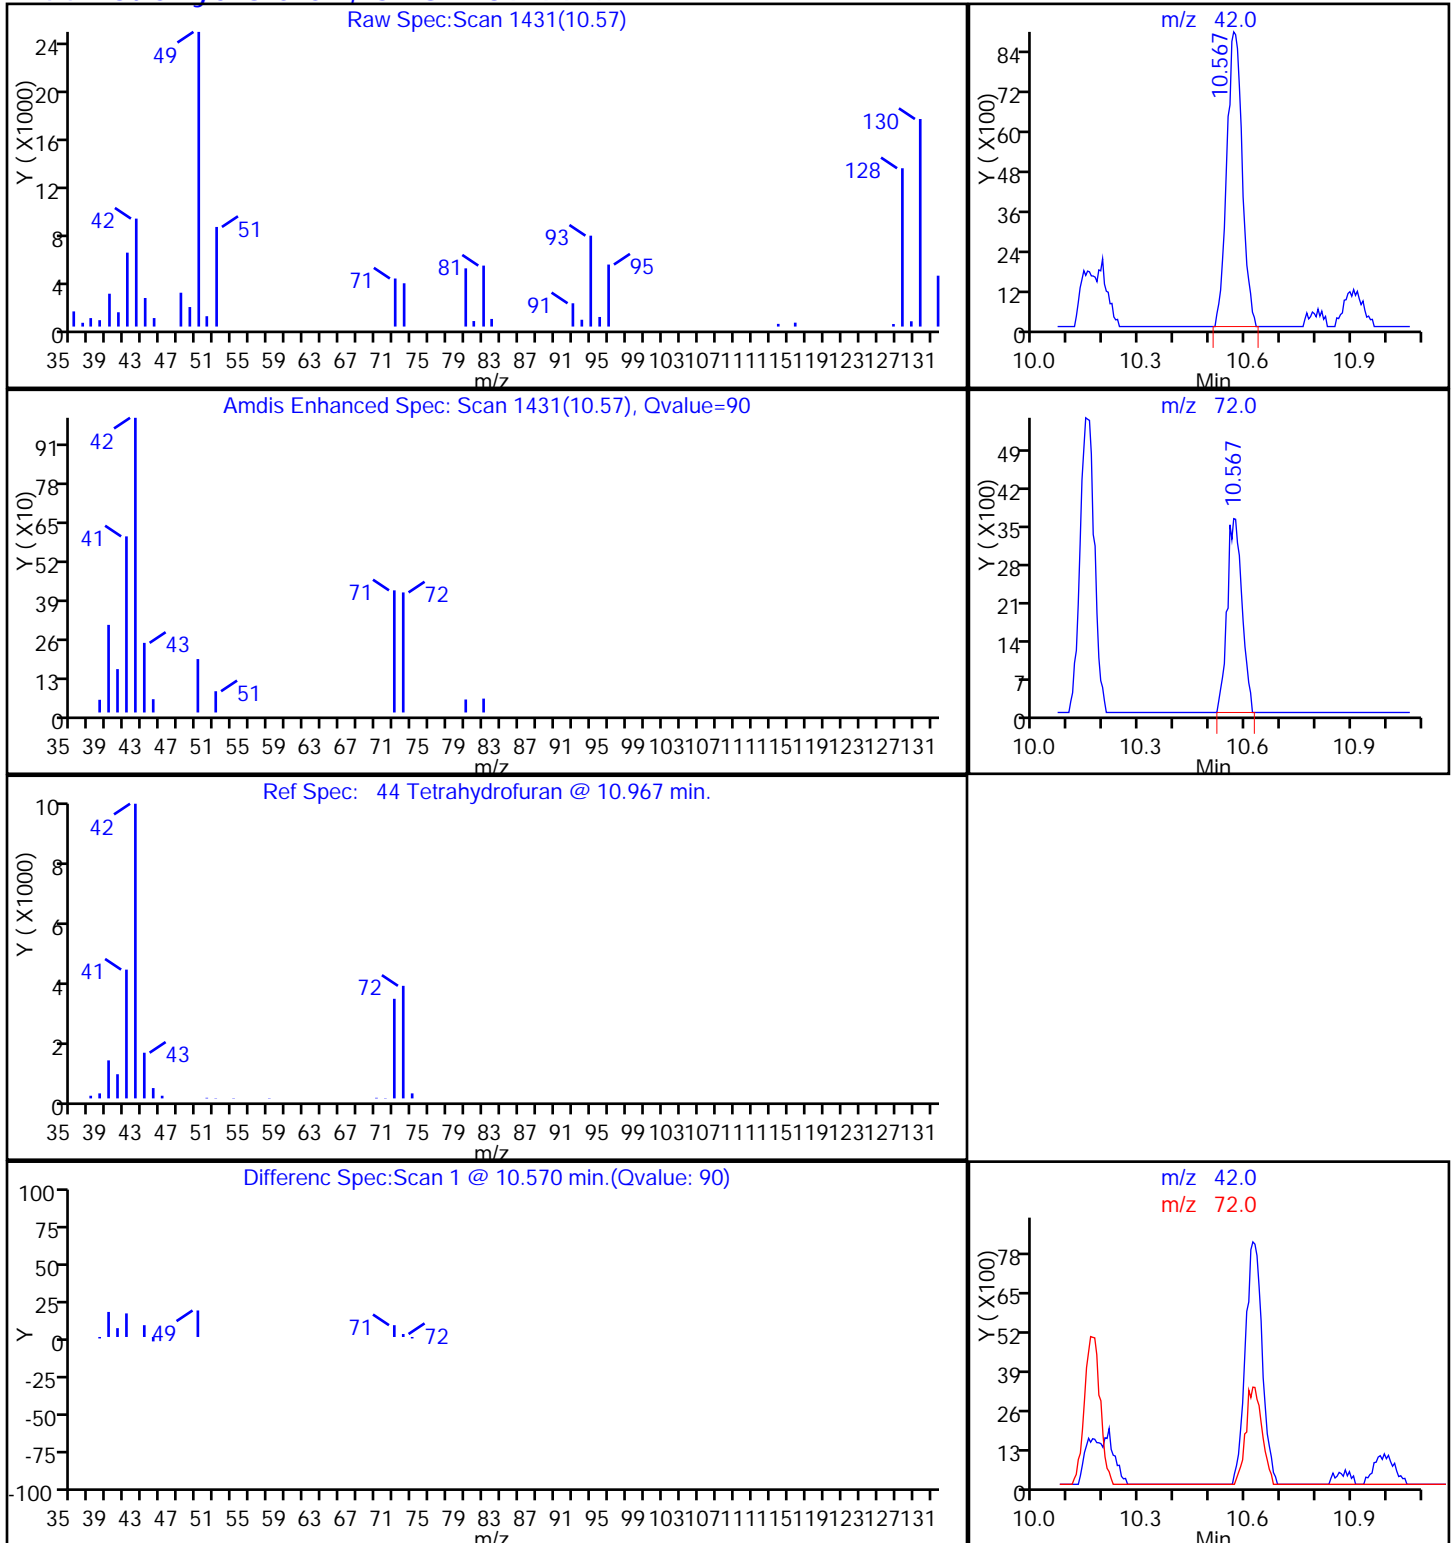 Raw Spec:Scan 1431(10.57)
Y ( X1000)
24
20
16
12
8
4
0
49
42
51
71
81
91
93
95
128
130
35 39 43 47 51 55 59 63 67 71 75 79 83 87 91 95 99 103107111115119123127131
m/z
m/z 42.0
Y ( X100)
84
72
60
48
36
24
12
0
10.567
10.0 10.3 10.6 10.9
Min
Amdis Enhanced Spec: Scan 1431(10.57), Qvalue=90
Y ( X10)
91
78
65
52
39
26
13
0
42
41
43
51
71
72
35 39 43 47 51 55 59 63 67 71 75 79 83 87 91 95 99 103107111115119123127131
m/z
m/z 72.0
Y ( X100)
49
42
35
28
21
14
7
0
10.567
10.0 10.3 10.6 10.9
Min
Ref Spec: 44 Tetrahydrofuran @ 10.967 min.
Y ( X1000)
10
8
6
4
2
0
42
41
43
72
35 39 43 47 51 55 59 63 67 71 75 79 83 87 91 95 99 103107111115119123127131
m/z
Differenc Spec:Scan 1 @ 10.570 min.(Qvalue: 90)
Y
100
75
50
25
0
-25
-50
-75
-100
49
71
72
35 39 43 47 51 55 59 63 67 71 75 79 83 87 91 95 99 103107111115119123127131
m/z
m/z 42.0
m/z 72.0
Y ( X100)
78
65
52
39
26
13
0
10.0 10.3 10.6 10.9
Min